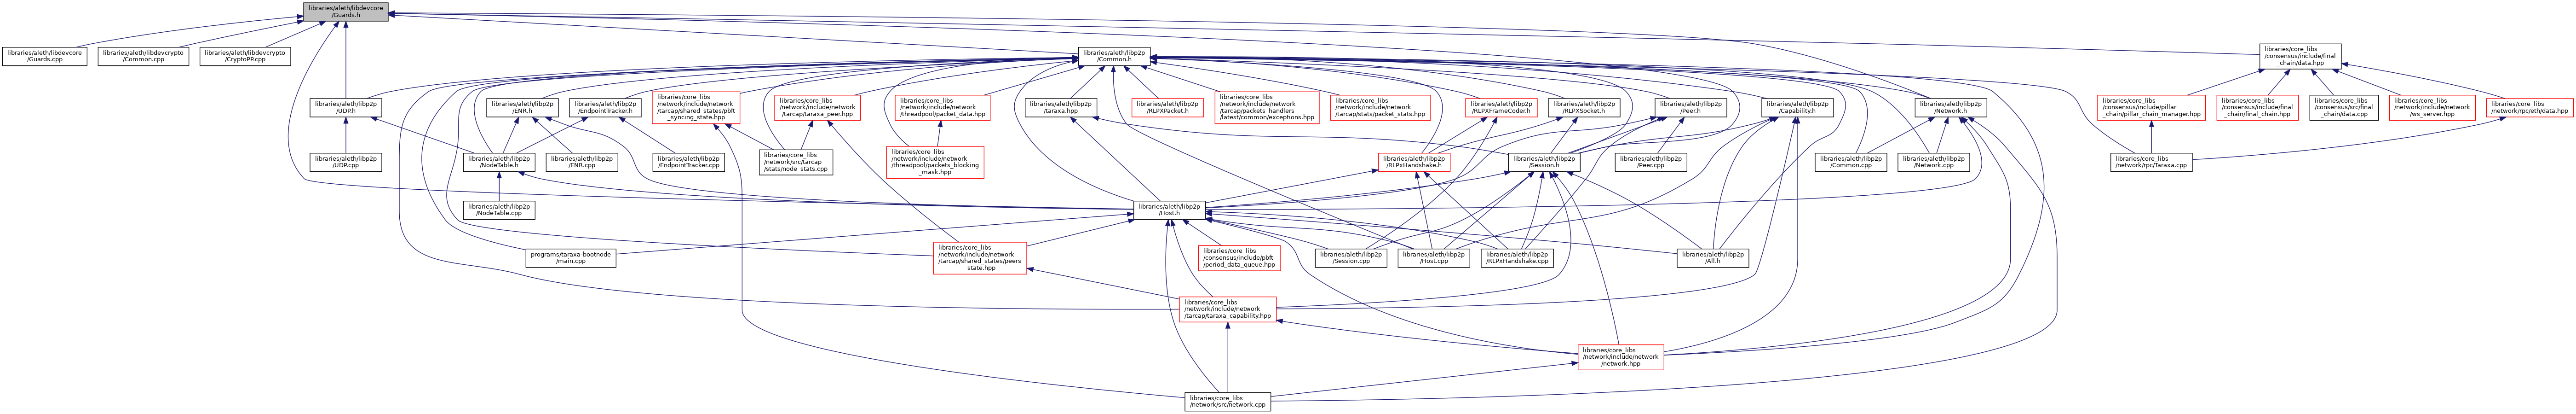 libraries/aleth/libdevcore
/Guards.h
libraries/aleth/libdevcore
/Guards.cpp
libraries/aleth/libdevcrypto
/Common.cpp
libraries/aleth/libdevcrypto
/CryptoPP.cpp
libraries/aleth/libp2p
/Common.h
libraries/core_libs
/consensus/include/final
_chain/data.hpp
libraries/aleth/libp2p
/UDP.h
libraries/aleth/libp2p
/ENR.h
libraries/aleth/libp2p
/EndpointTracker.h
libraries/core_libs
/network/include/network
/tarcap/shared_states/pbft
_syncing_state.hpp
libraries/core_libs
/network/include/network
/tarcap/taraxa_peer.hpp
libraries/core_libs
/network/include/network
/threadpool/packet_data.hpp
libraries/aleth/libp2p
/taraxa.hpp
libraries/aleth/libp2p
/RLPXPacket.h
libraries/core_libs
/network/include/network
/tarcap/packets_handlers
/latest/common/exceptions.hpp
libraries/core_libs
/network/include/network
/tarcap/stats/packet_stats.hpp
libraries/aleth/libp2p
/RLPXFrameCoder.h
libraries/aleth/libp2p
/RLPXSocket.h
libraries/aleth/libp2p
/Peer.h
libraries/aleth/libp2p
/Capability.h
libraries/aleth/libp2p
/Network.h
libraries/core_libs
/consensus/include/pillar
_chain/pillar_chain_manager.hpp
libraries/core_libs
/consensus/include/final
_chain/final_chain.hpp
libraries/core_libs
/consensus/src/final
_chain/data.cpp
libraries/core_libs
/network/include/network
/ws_server.hpp
libraries/core_libs
/network/rpc/eth/data.hpp
libraries/aleth/libp2p
/UDP.cpp
libraries/aleth/libp2p
/NodeTable.h
libraries/aleth/libp2p
/ENR.cpp
libraries/aleth/libp2p
/EndpointTracker.cpp
libraries/core_libs
/network/src/tarcap
/stats/node_stats.cpp
libraries/core_libs
/network/include/network
/threadpool/packets_blocking
_mask.hpp
libraries/aleth/libp2p
/RLPxHandshake.h
libraries/aleth/libp2p
/Session.h
libraries/aleth/libp2p
/Peer.cpp
libraries/aleth/libp2p
/Common.cpp
libraries/aleth/libp2p
/Network.cpp
libraries/core_libs
/network/rpc/Taraxa.cpp
libraries/aleth/libp2p
/NodeTable.cpp
libraries/aleth/libp2p
/Host.h
programs/taraxa-bootnode
/main.cpp
libraries/core_libs
/network/include/network
/tarcap/shared_states/peers
_state.hpp
libraries/core_libs
/consensus/include/pbft
/period_data_queue.hpp
libraries/aleth/libp2p
/Session.cpp
libraries/aleth/libp2p
/Host.cpp
libraries/aleth/libp2p
/RLPxHandshake.cpp
libraries/aleth/libp2p
/All.h
libraries/core_libs
/network/include/network
/tarcap/taraxa_capability.hpp
libraries/core_libs
/network/include/network
/network.hpp
libraries/core_libs
/network/src/network.cpp